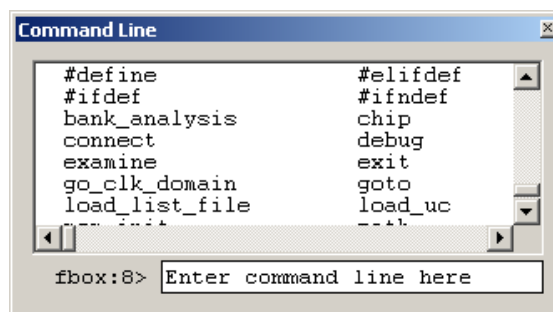 Command Line
#define #elifdef
#ifdef #ifndef
bank_analysis chip
connect debug
examine exit
go_clk_domain goto
load_list_file load_uc
fbox:8> Enter command line here